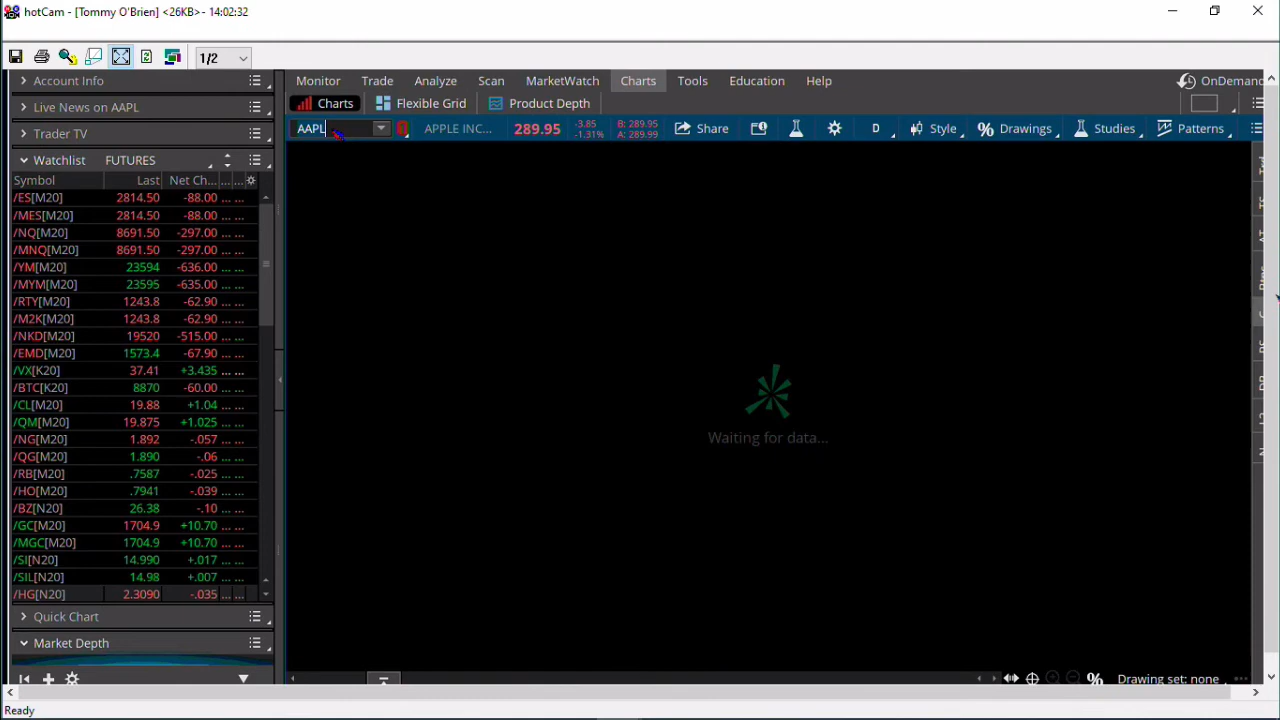 hotCam - [Tommy O'Brien] <26KB> - 14:02:32
1/2
Account Info
Monitor Trade Analyze Scan MarketWatch Charts Tools Education Help OnDemand
Live News on AAPL
Charts Flexible Grid Product Depth
Trader TV
AAPL APPLE INC... 289.95 -3.85 -1.31% B: 289.95 A: 289.99 Share D Style Drawings Studies Patterns
Watchlist FUTURES
Symbol Last Net Ch... ... ...
/ES[M20] 2814.50 -88.00 ... ...
/MES[M20] 2814.50 -88.00 ... ...
/NQ[M20] 8691.50 -297.00 ... ...
/MNQ[M20] 8691.50 -297.00 ... ...
/YM[M20] 23594 -636.00 ... ...
/MYM[M20] 23595 -635.00 ... ...
/RTY[M20] 1243.8 -62.90 ... ...
/M2K[M20] 1243.8 -62.90 ... ...
/NKD[M20] 19520 -515.00 ... ...
/EMD[M20] 1573.4 -67.90 ... ...
/VX[K20] 37.41 +3.435 ... ...
/BTC[K20] 8870 -60.00 ... ...
/CL[M20] 19.88 +1.04 ... ...
/QM[M20] 19.875 +1.025 ... ...
/NG[M20] 1.892 -.057 ... ...
/QG[M20] 1.890 -.06 ... ...
/RB[M20] .7587 -.025 ... ...
/HO[M20] .7941 -.039 ... ...
/BZ[N20] 26.38 -.10 ... ...
/GC[M20] 1704.9 +10.70 ... ...
/MGC[M20] 1704.9 +10.70 ... ...
/SI[N20] 14.990 +.017 ... ...
/SIL[N20] 14.98 +.007 ... ...
/HG[N20] 2.3090 -.035 ... ...
Waiting for data...
Quick Chart
Market Depth
Drawing set: none
Ready